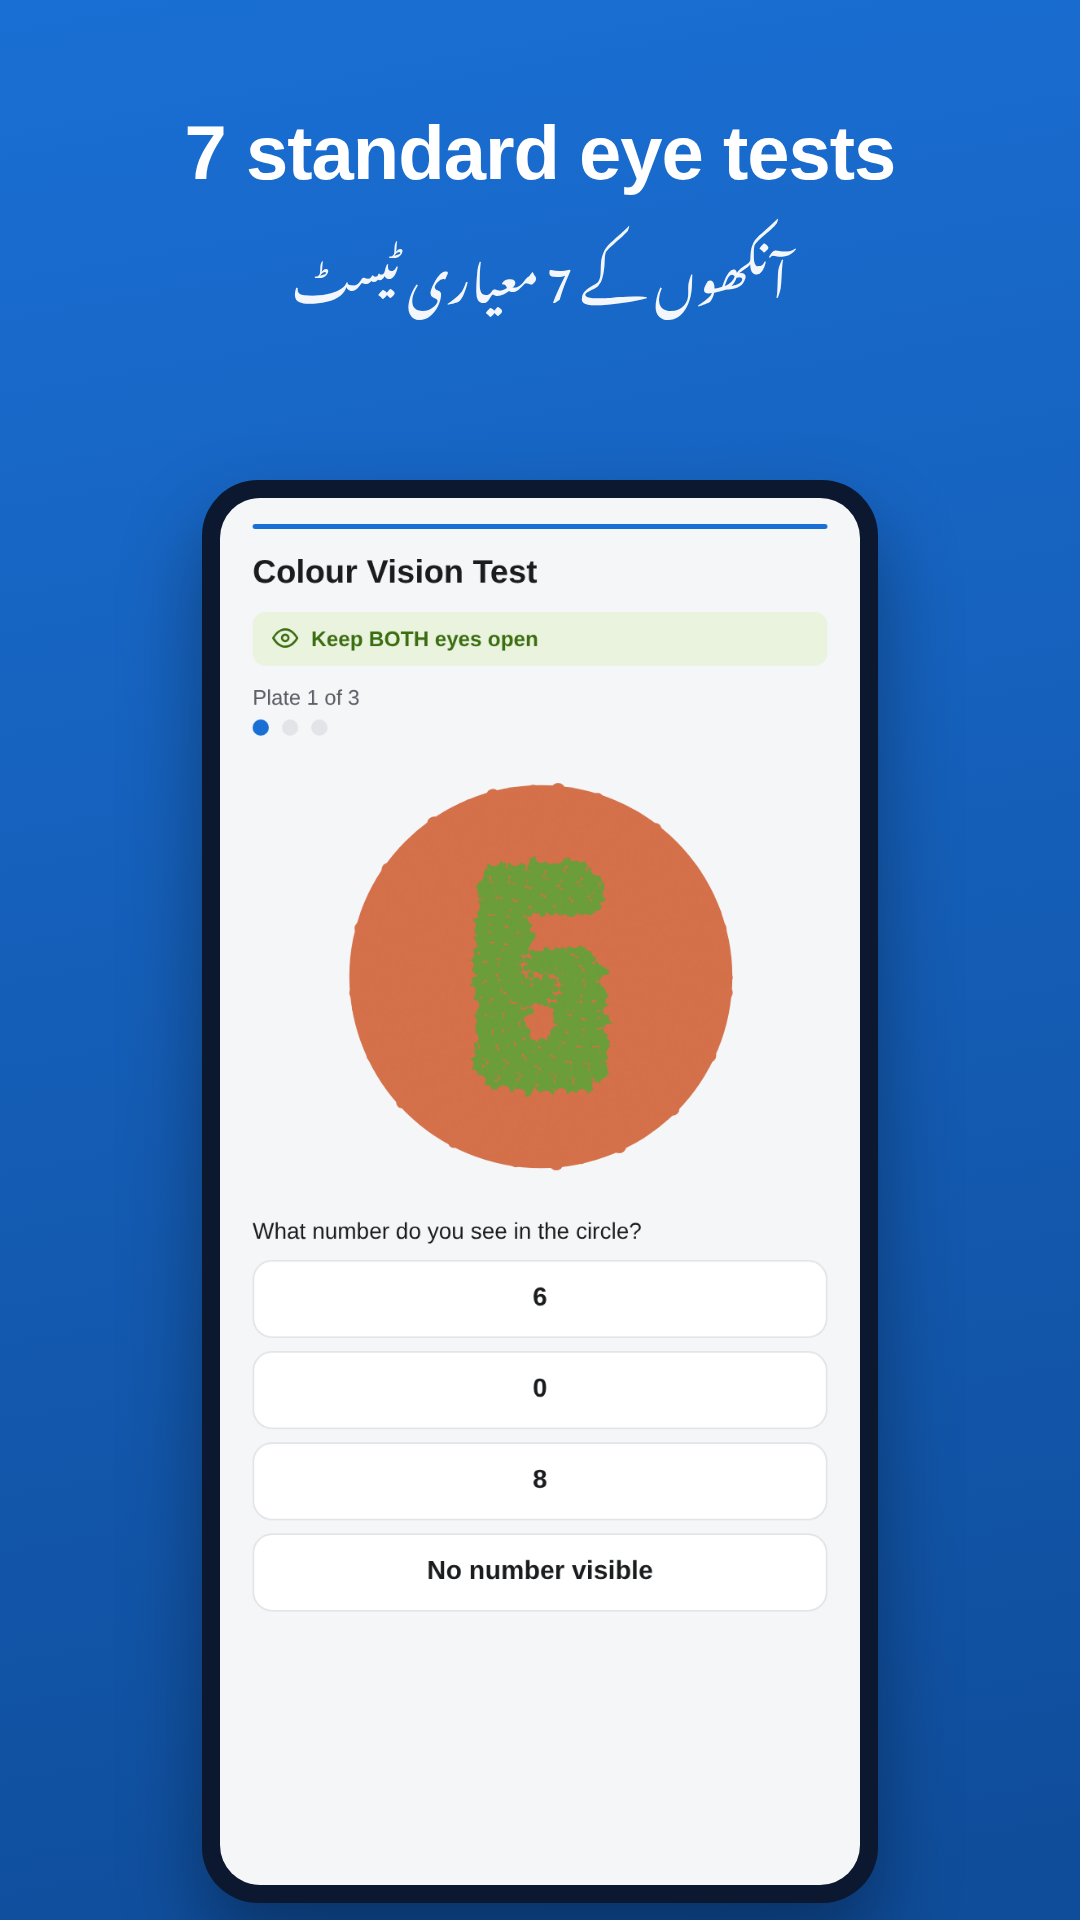 7 standard eye tests
آنکھوں کے 7 معیاری ٹیسٹ
Colour Vision Test
Keep BOTH eyes open
Plate 1 of 3
6
What number do you see in the circle?
6
0
8
No number visible